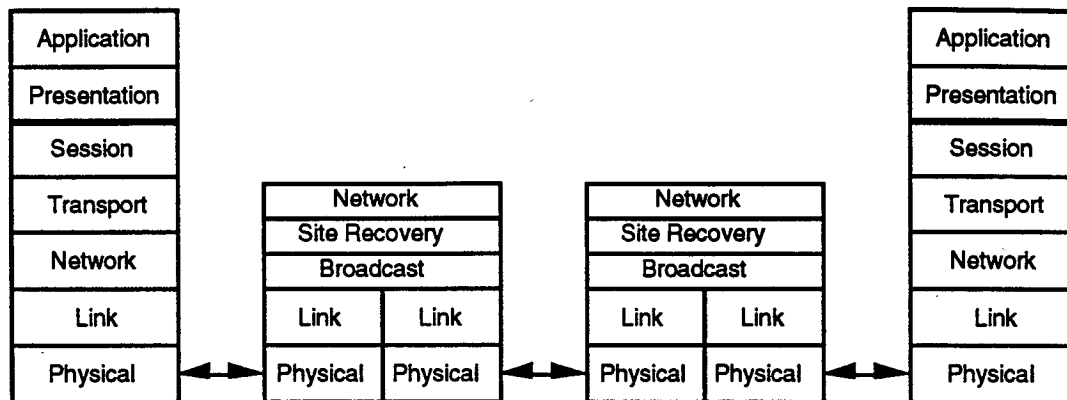 Application
Presentation
Session
Transport
Network
Link
Physical
Network
Site Recovery
Broadcast
Link Link
Physical Physical
Network
Site Recovery
Broadcast
Link Link
Physical Physical
Application
Presentation
Session
Transport
Network
Link
Physical